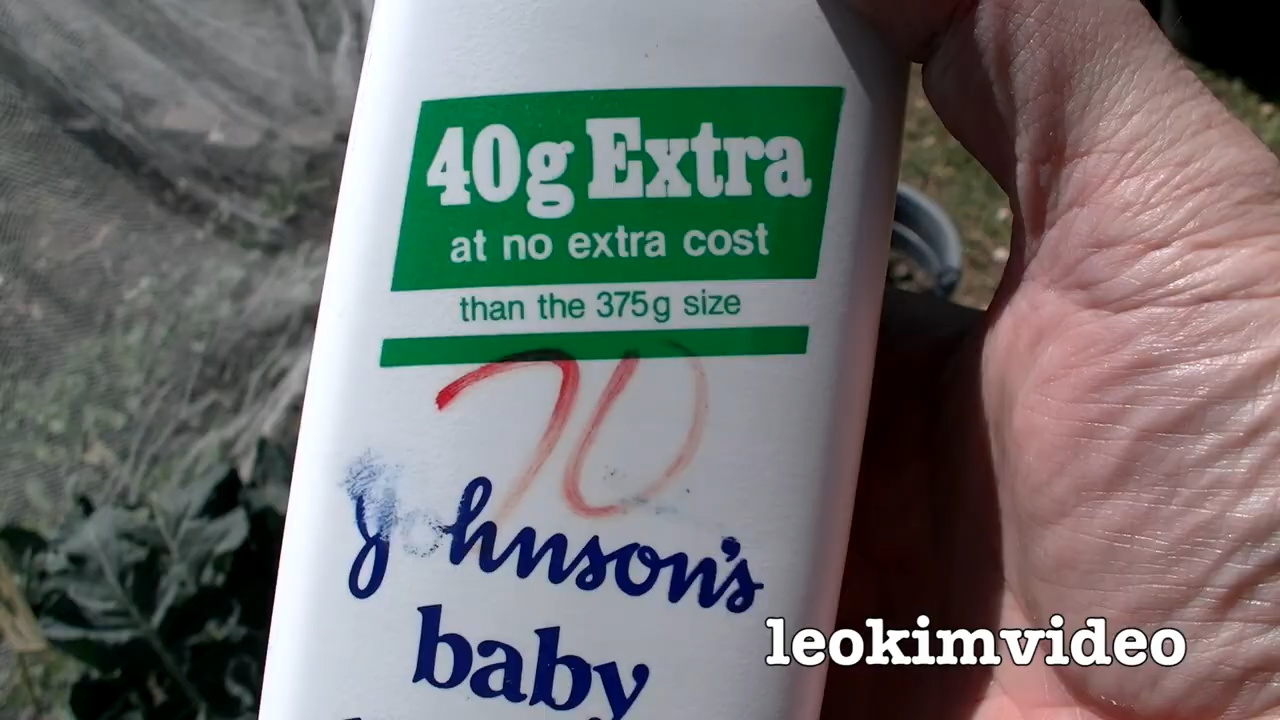 40g Extra
at no extra cost
than the 375g size
70
Johnson's
baby
leokimvideo